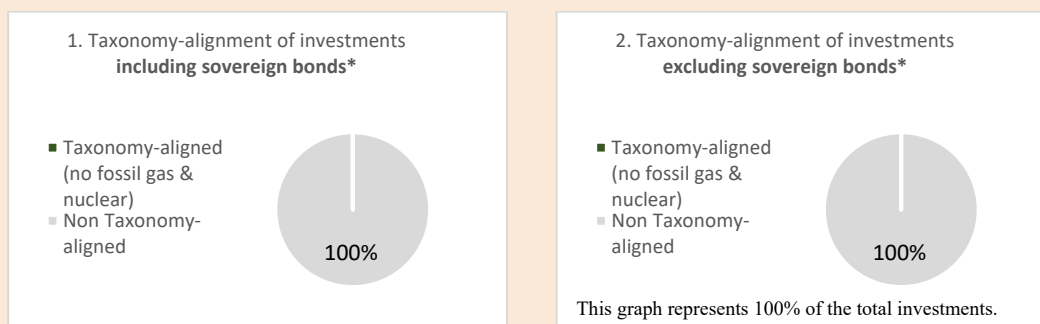 1. Taxonomy-alignment of investments
including sovereign bonds*
Taxonomy-aligned
(no fossil gas &
nuclear)
Non Taxonomy-
aligned
100%
2. Taxonomy-alignment of investments
excluding sovereign bonds*
Taxonomy-aligned
(no fossil gas &
nuclear)
Non Taxonomy-
aligned
100%
This graph represents 100% of the total investments.